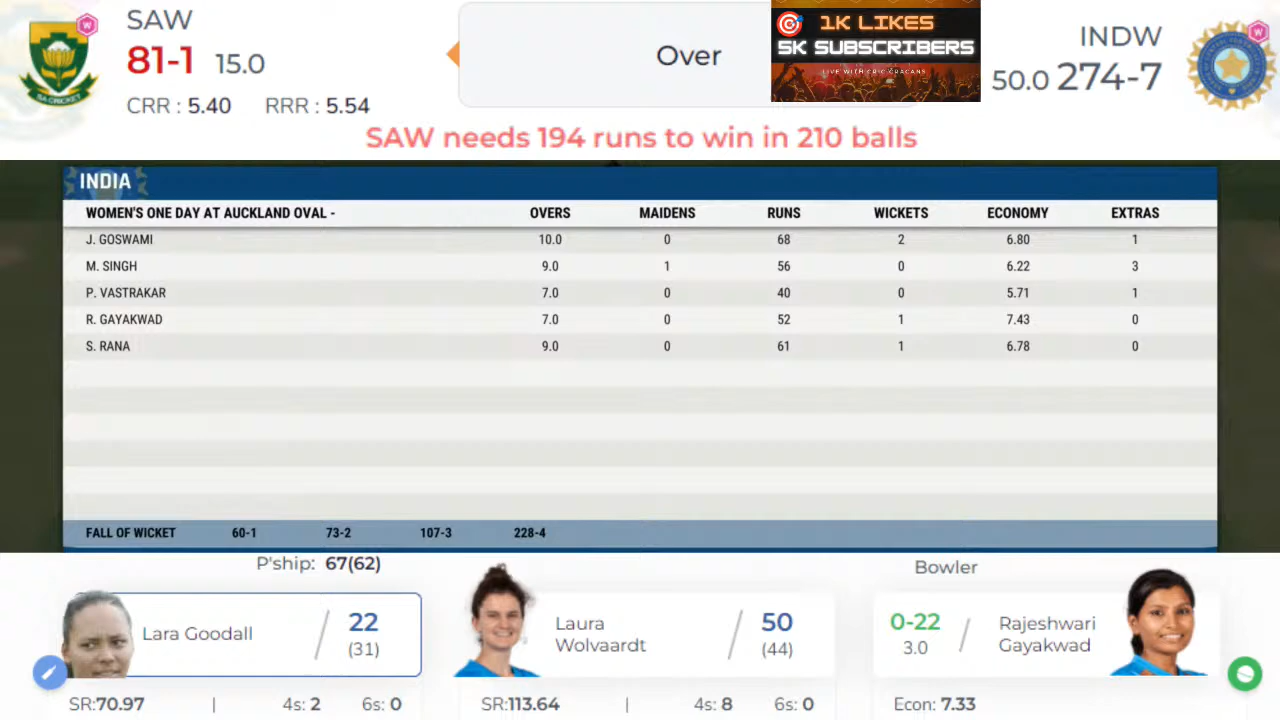 SAW
81-1 15.0
CRR : 5.40 RRR : 5.54
Over
1K LIKES
5K SUBSCRIBERS
LIVE WITH CRIC GRACANS
INDW
50.0 274-7
SA CRICKET
SAW needs 194 runs to win in 210 balls
INDIA
WOMEN'S ONE DAY AT AUCKLAND OVAL - OVERS MAIDENS RUNS WICKETS ECONOMY EXTRAS
J. GOSWAMI 10.0 0 68 2 6.80 1
M. SINGH 9.0 1 56 0 6.22 3
P. VASTRAKAR 7.0 0 40 0 5.71 1
R. GAYAKWAD 7.0 0 52 1 7.43 0
S. RANA 9.0 0 61 1 6.78 0
FALL OF WICKET 60-1 73-2 107-3 228-4
P'ship: 67(62)
Bowler
Lara Goodall / 22
(31)
Laura
Wolvaardt / 50
(44)
0-22
3.0 / Rajeshwari
Gayakwad
SR:70.97 | 4s: 2 6s: 0
SR:113.64 | 4s: 8 6s: 0
Econ: 7.33